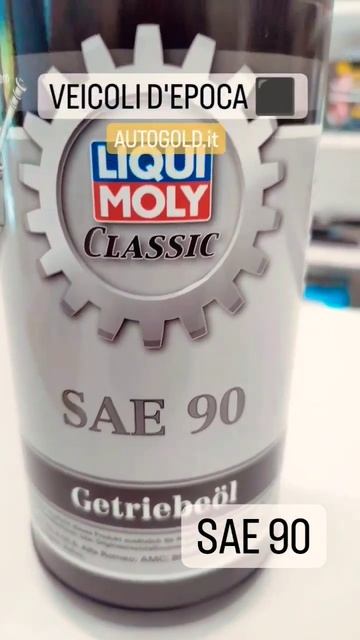 VEICOLI D'EPOCA
AUTOGOLD.it
LIQUI
MOLY
CLASSIC
SAE 90
Getriebeöl
SAE 90